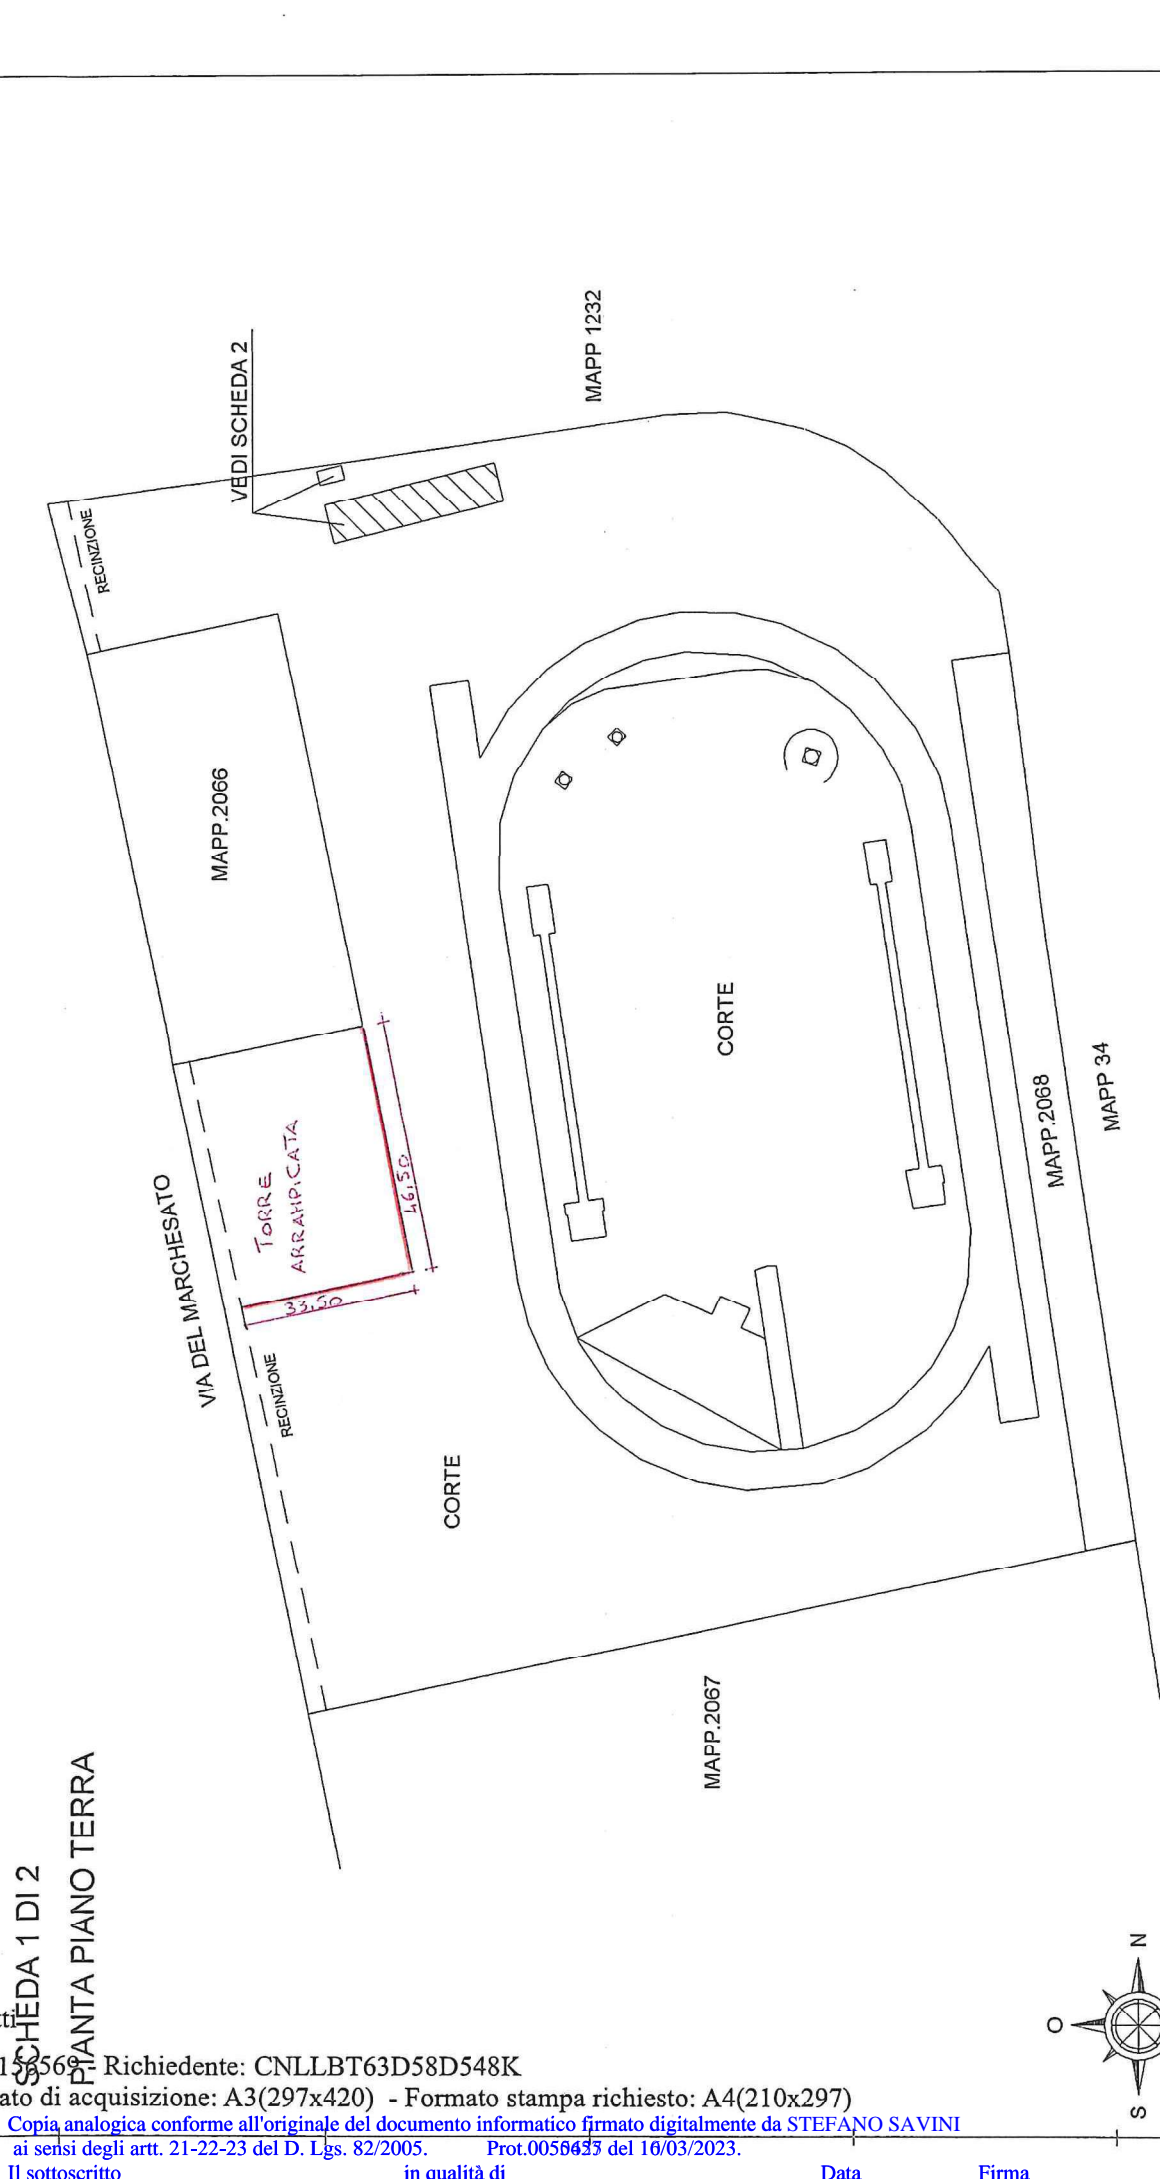 SCHEDA 1 DI 2
PIANTA PIANO TERRA
VEDI SCHEDA 2
MAPP 1232
RECINZIONE
MAPP.2066
VIA DEL MARCHESATO
TORRE
ARRAMPICATA
46,50
33,50
RECINZIONE
CORTE
CORTE
MAPP.2068
MAPP 34
MAPP.2067
N
O
S
- Richiedente: CNLLBT63D58D548K
ato di acquisizione: A3(297x420) - Formato stampa richiesto: A4(210x297)
Copia analogica conforme all'originale del documento informatico firmato digitalmente da STEFANO SAVINI
ai sensi degli artt. 21-22-23 del D. Lgs. 82/2005. del 16/03/2023.
Il sottoscritto in qualità di Data Firma